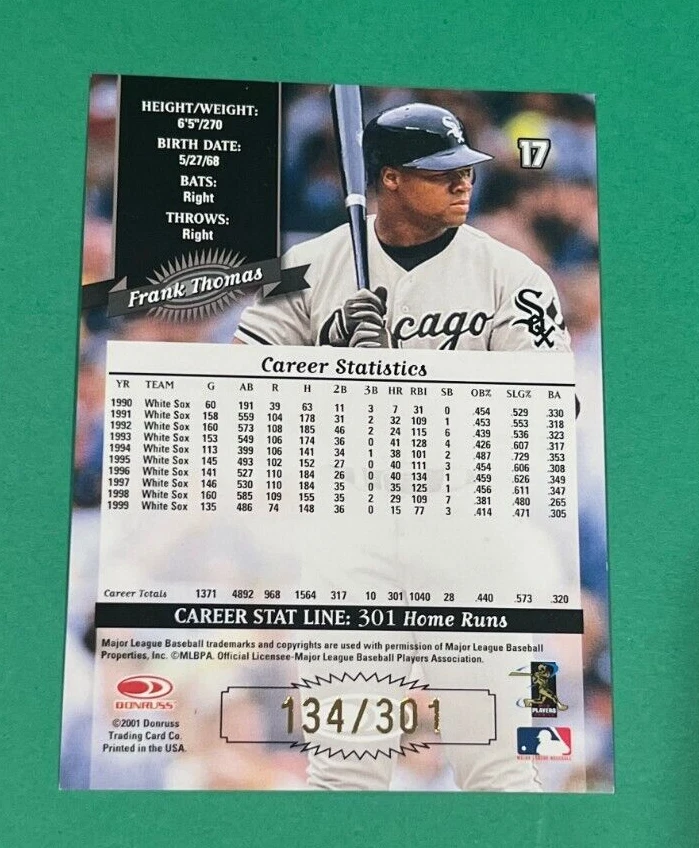 HEIGHT/WEIGHT:
6'5"/270
BIRTH DATE:
5/27/68
BATS:
Right
THROWS:
Right
Frank Thomas
17
Sox
cago
Career Statistics
YR TEAM G AB R H 2B 3B HR RBI SB OB% SLG% BA
1990 White Sox 60 191 39 63 11 3 7 31 0 .454 .529 .330
1991 White Sox 158 559 104 178 31 2 32 109 1 .453 .553 .318
1992 White Sox 160 573 108 185 46 2 24 115 6 .439 .536 .323
1993 White Sox 153 549 106 174 36 0 41 128 4 .426 .607 .317
1994 White Sox 113 399 106 141 34 1 38 101 2 .487 .729 .353
1995 White Sox 145 493 102 152 27 0 40 111 3 .454 .606 .308
1996 White Sox 141 527 110 184 26 0 40 134 1 .459 .626 .349
1997 White Sox 146 530 110 184 35 0 35 125 1 .456 .611 .347
1998 White Sox 160 585 109 155 35 2 29 109 7 .381 .480 .265
1999 White Sox 135 486 74 148 36 0 15 77 3 .414 .471 .305
Career Totals 1371 4892 968 1564 317 10 301 1040 28 .440 .573 .320
CAREER STAT LINE: 301 Home Runs
Major League Baseball trademarks and copyrights are used with permission of Major League Baseball
Properties, Inc. ©MLBPA. Official Licensee-Major League Baseball Players Association.
DONRUSS
©2001 Donruss
Trading Card Co.
Printed in the USA.
134/301
PLAYERS
MAJOR LEAGUE BASEBALL